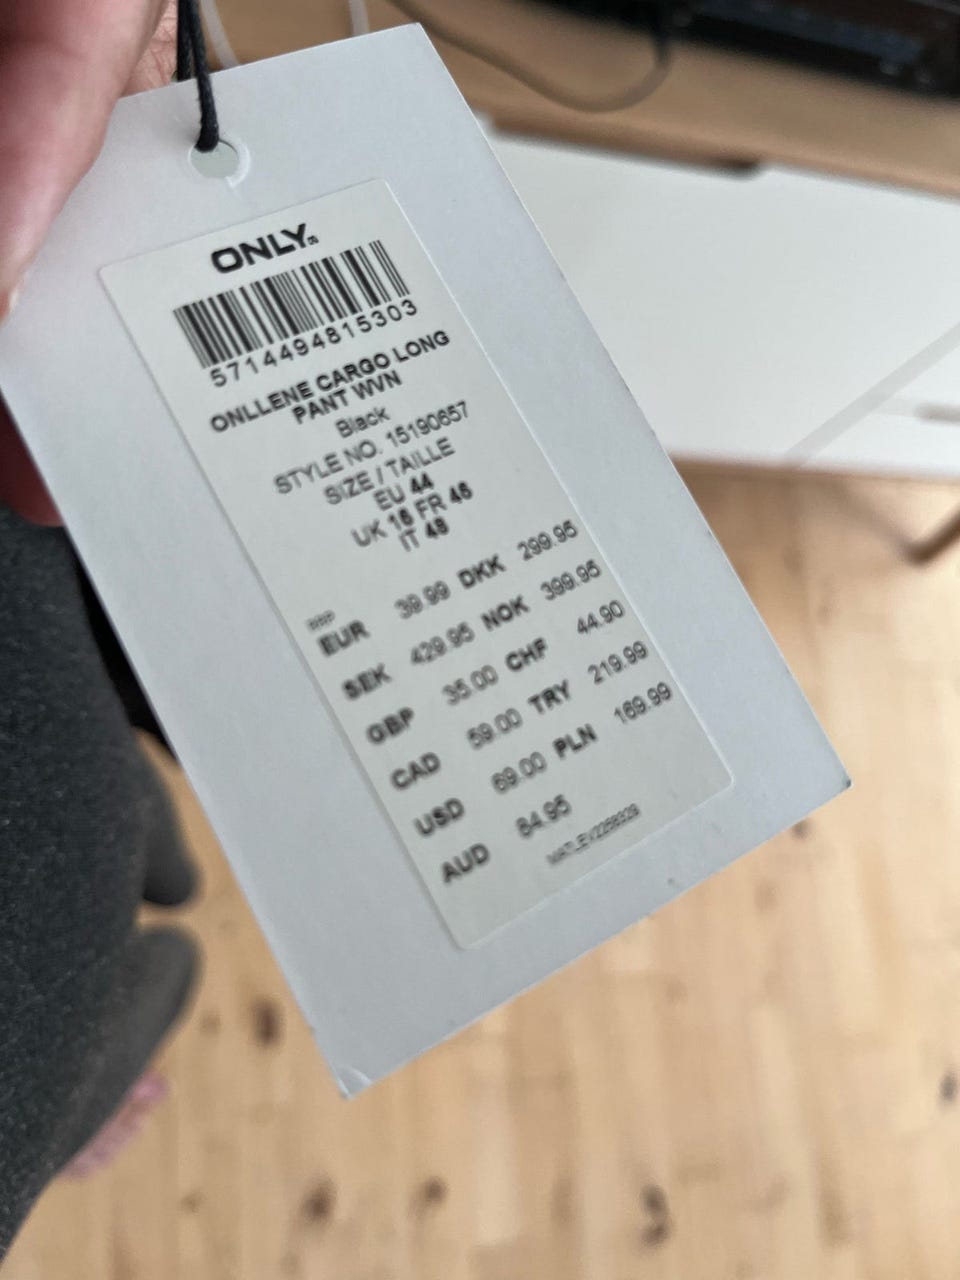 ONLY
5714494815303
ONLLENE CARGO LONG
PANT WVN
Black
STYLE NO. 15190657
SIZE / TAILLE
EU 44
UK 16 FR 46
IT 48
RRP
EUR 39.99 DKK 299.95
SEK 429.95 NOK 399.95
GBP 35.00 CHF 44.90
CAD 59.00 TRY 219.99
USD 69.00 PLN 169.99
AUD 84.95